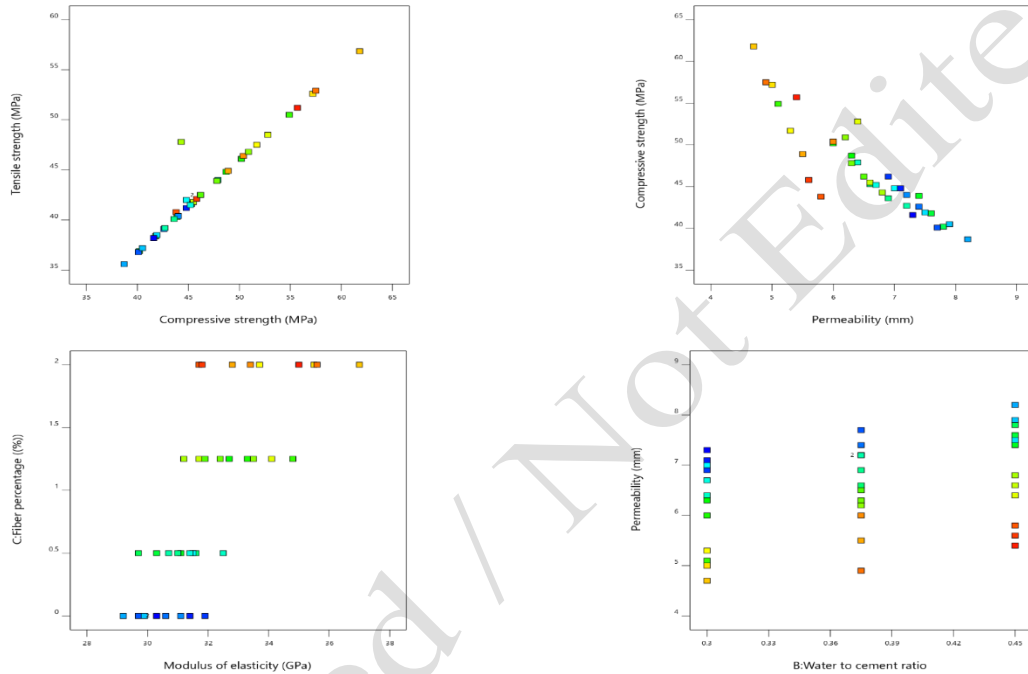 60
55
50
45
40
35
Tensile strength (MPa)
2
35 40 45 50 55 60 65
Compressive strength (MPa)
65
60
55
50
45
40
35
Compressive strength (MPa)
4 5 6 7 8 9
Permeability (mm)
2
1.5
1
0.5
0
C:Fiber percentage ((%))
28 30 32 34 36 38
Modulus of elasticity (GPa)
9
8
7
6
5
4
Permeability (mm)
2
0.3 0.33 0.36 0.39 0.42 0.45
B:Water to cement ratio
ed / Not Edite